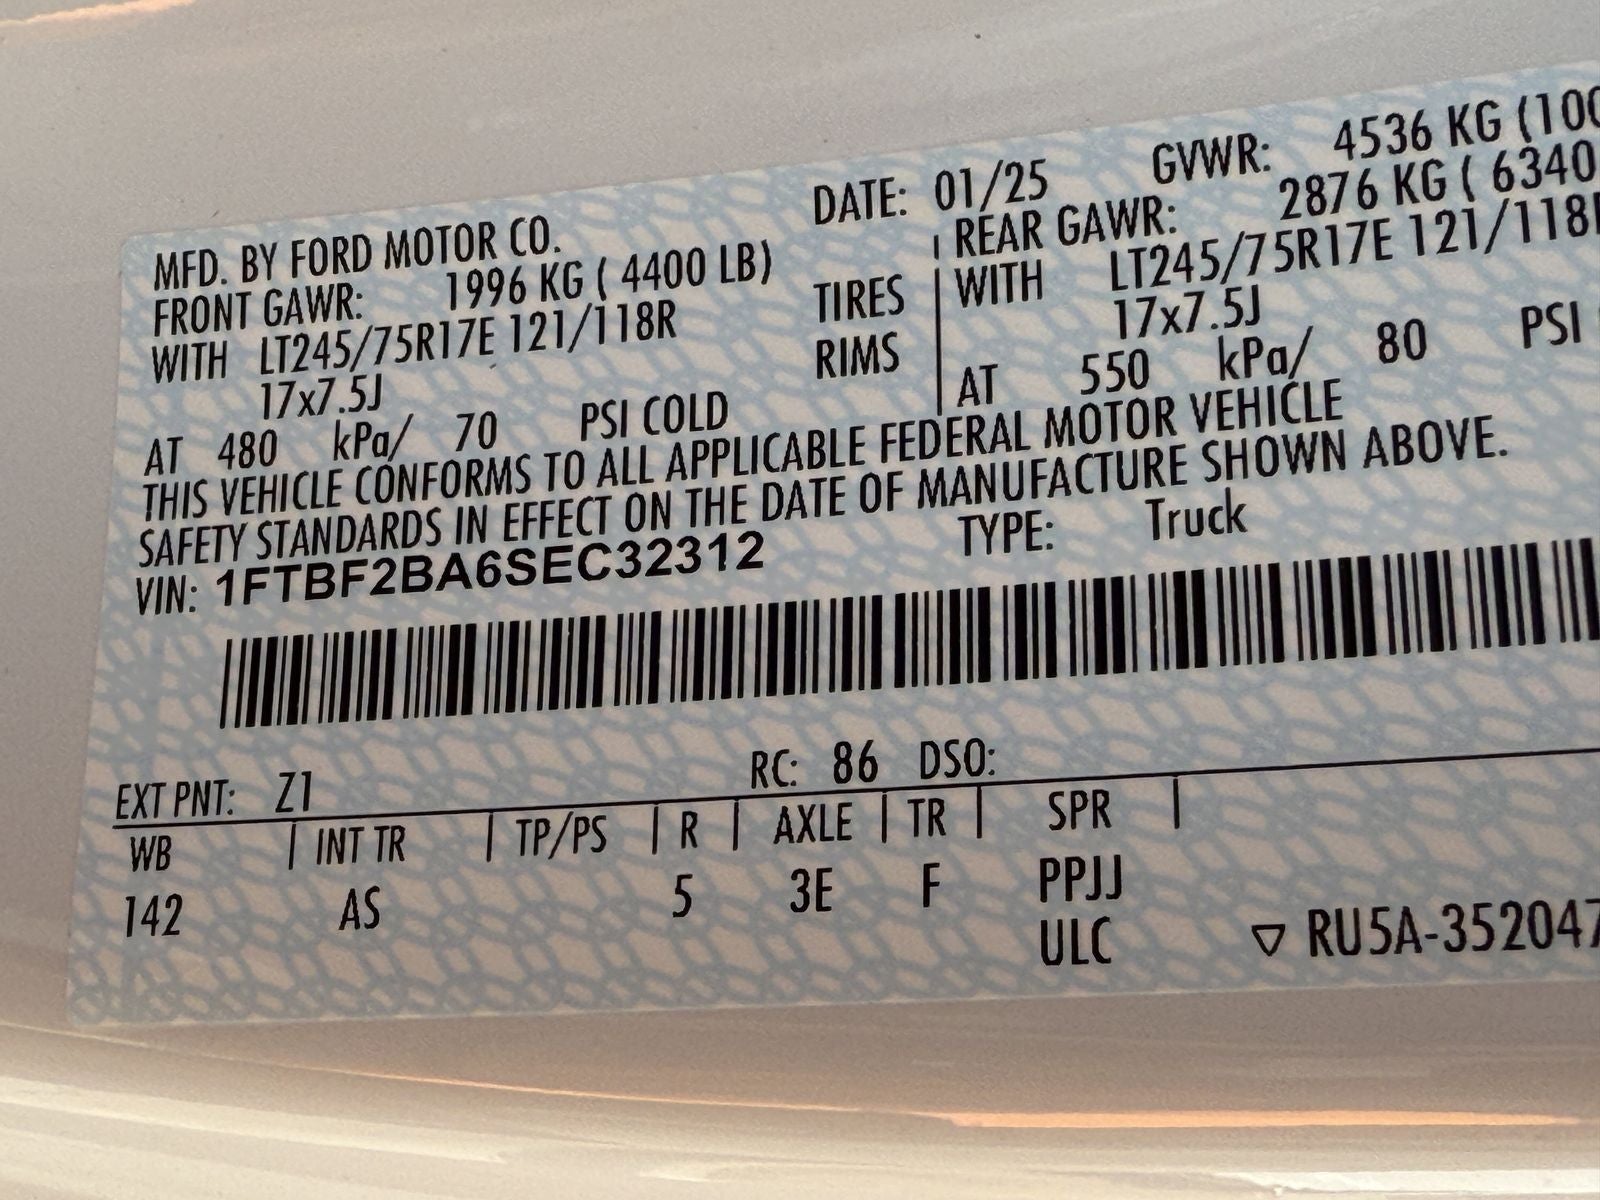 MFD. BY FORD MOTOR CO.
DATE: 01/25
GVWR: 4536 KG
FRONT GAWR: 1996 KG ( 4400 LB)
REAR GAWR: 2876 KG ( 6340
WITH LT245/75R17E 121/118R
TIRES
WITH LT245/75R17E 121/118
17x7.5J
RIMS
17x7.5J
AT 480 kPa/ 70 PSI COLD
AT 550 kPa/ 80 PSI
THIS VEHICLE CONFORMS TO ALL APPLICABLE FEDERAL MOTOR VEHICLE
SAFETY STANDARDS IN EFFECT ON THE DATE OF MANUFACTURE SHOWN ABOVE.
VIN: 1FTBF2BA6SEC32312
TYPE: Truck
EXT PNT: Z1 RC: 86 DSO:
WB | INT TR | TP/PS | R | AXLE | TR | SPR |
142 AS 5 3E F PPJJ
ULC ▽ RU5A-352047